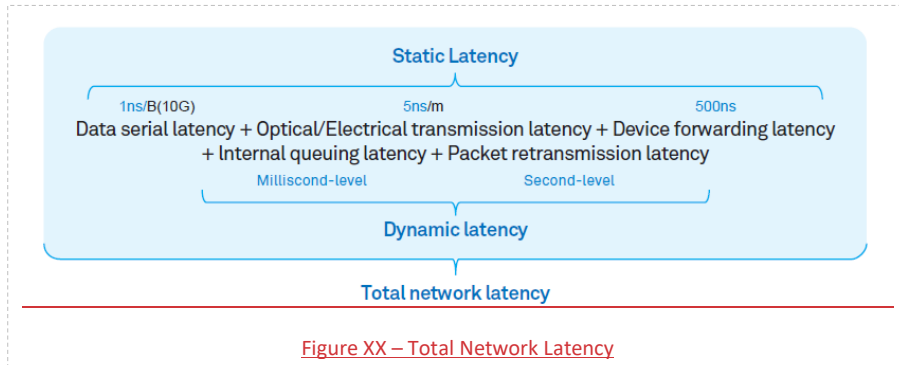 Static Latency
1ns/B(10G) 5ns/m 500ns
Data serial latency + Optical/Electrical transmission latency + Device forwarding latency
+ Internal queuing latency + Packet retransmission latency
Milliscond-level Second-level
Dynamic latency
Total network latency
Figure XX – Total Network Latency